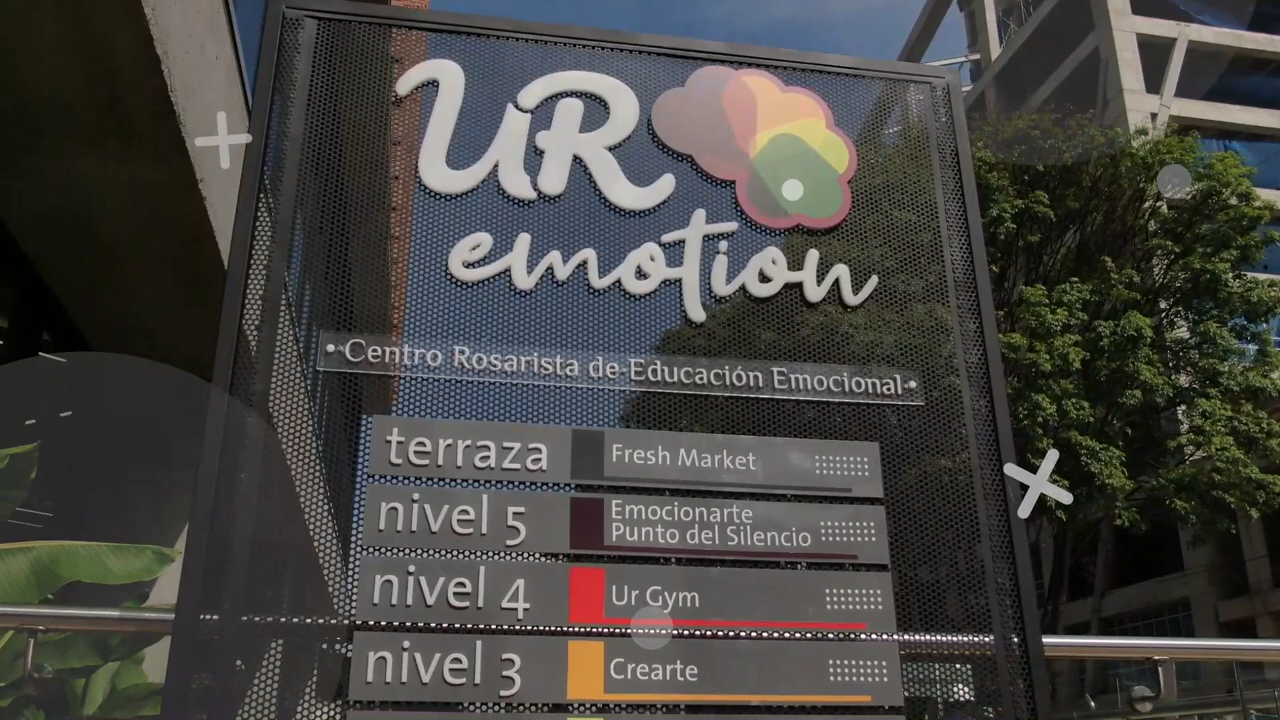 UR
emotion
Centro Rosarista de Educación Emocional
terraza
Fresh Market
nivel 5
Emocionarte
Punto del Silencio
nivel 4
Ur Gym
nivel 3
Crearte